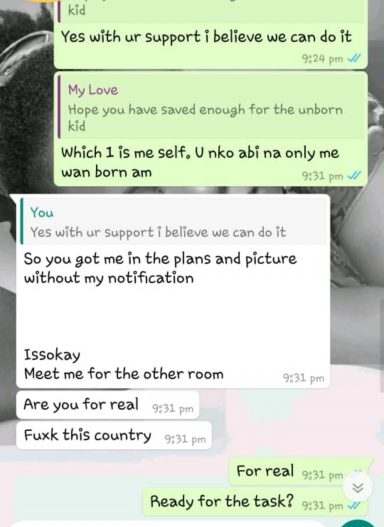 kid
Yes with ur support i believe we can do it
9:24 pm
My Love
Hope you have saved enough for the unborn
kid
Which 1 is me self. U nko abi na only me
wan born am
9:31 pm
You
Yes with ur support i believe we can do it
So you got me in the plans and picture
without my notification
Issokay
Meet me for the other room
9:31 pm
Are you for real 9:31 pm
Fuxk this country 9:31 pm
For real 9:31 pm
Ready for the task? 9:31 pm